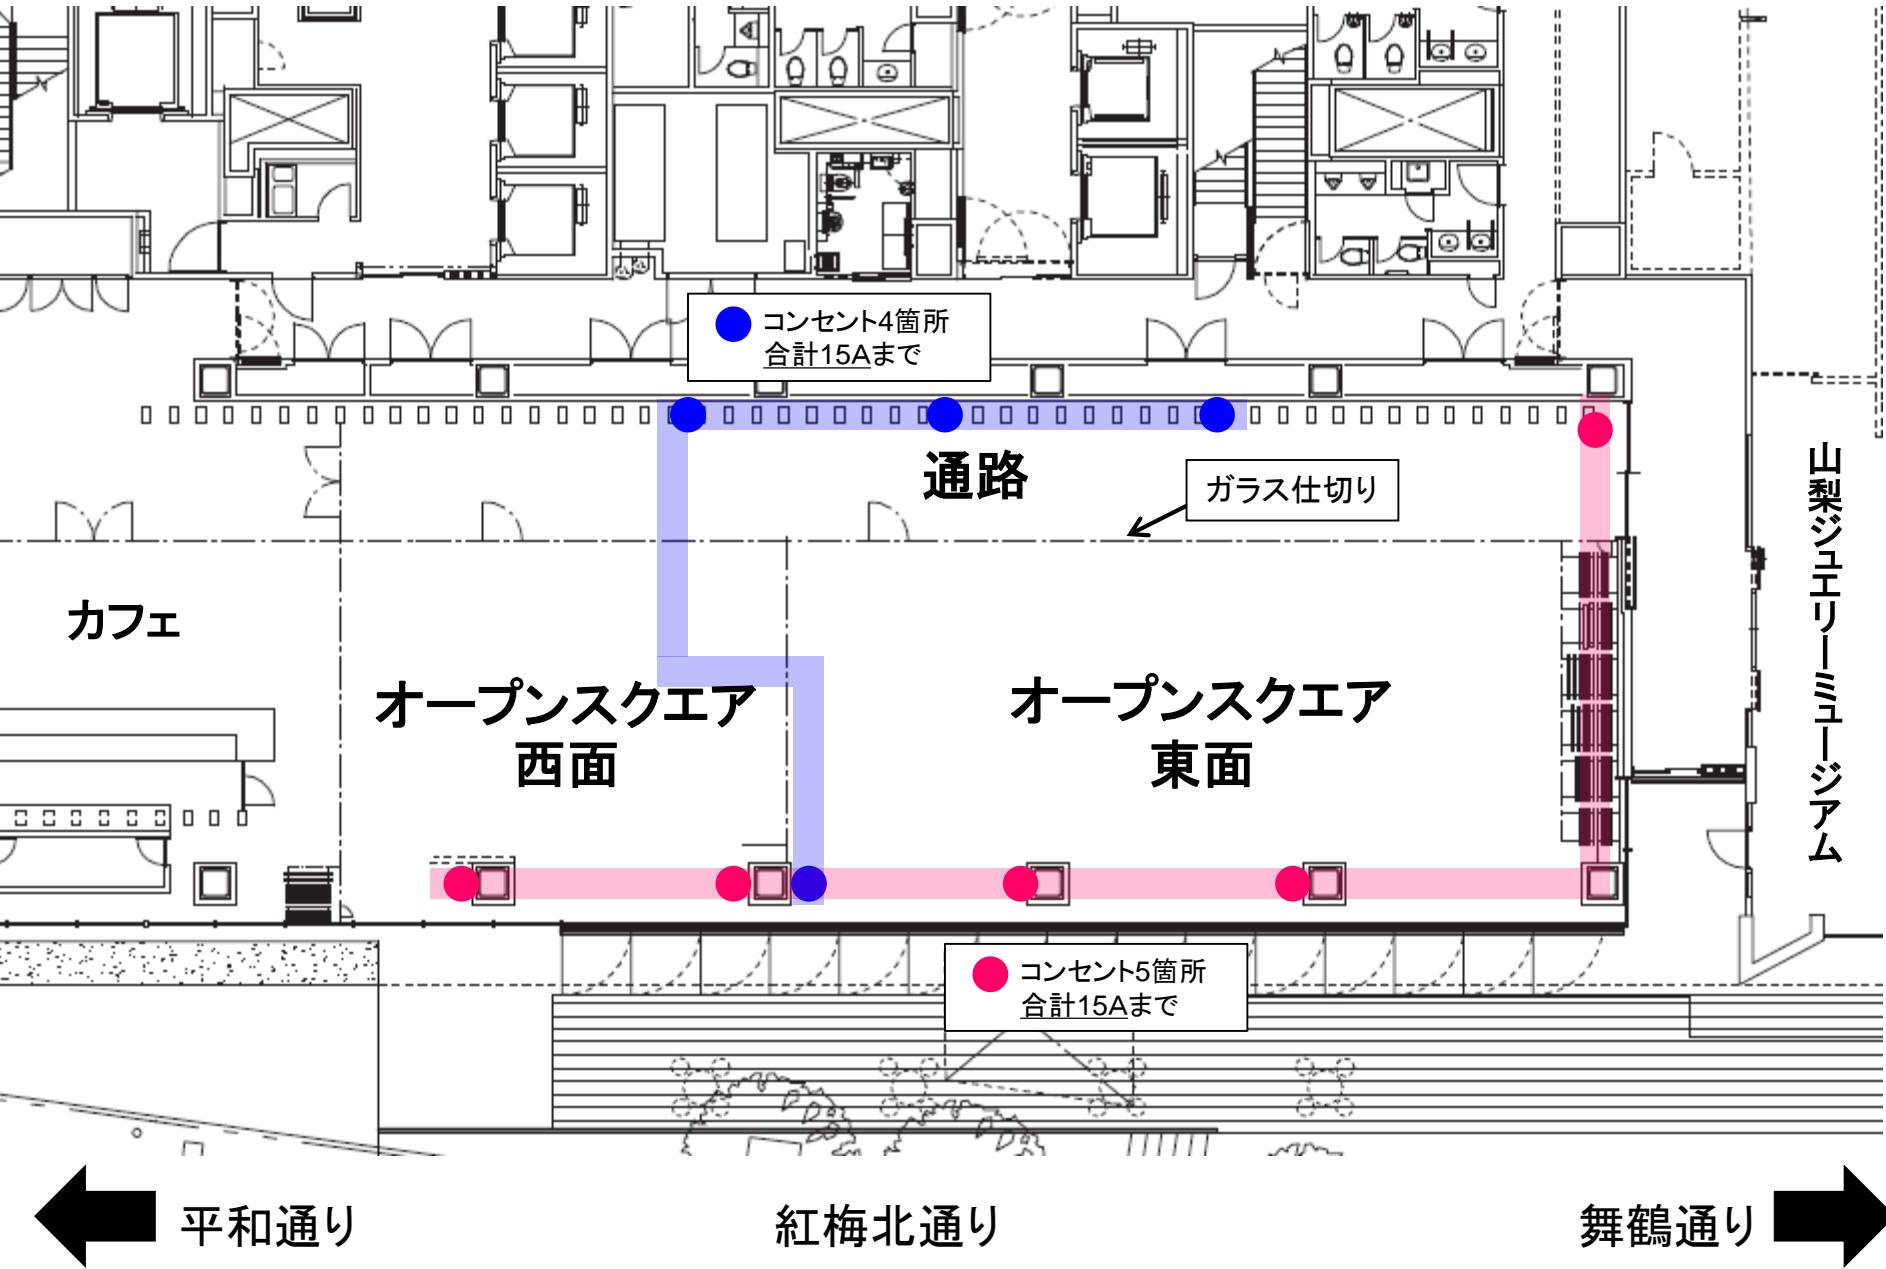 コンセント4箇所
合計15Aまで
通路
ガラス仕切り
山梨ジュエリーミュージアム
カフェ
オープンスクエア
西面
オープンスクエア
東面
コンセント5箇所
合計15Aまで
平和通り
紅梅北通り
舞鶴通り